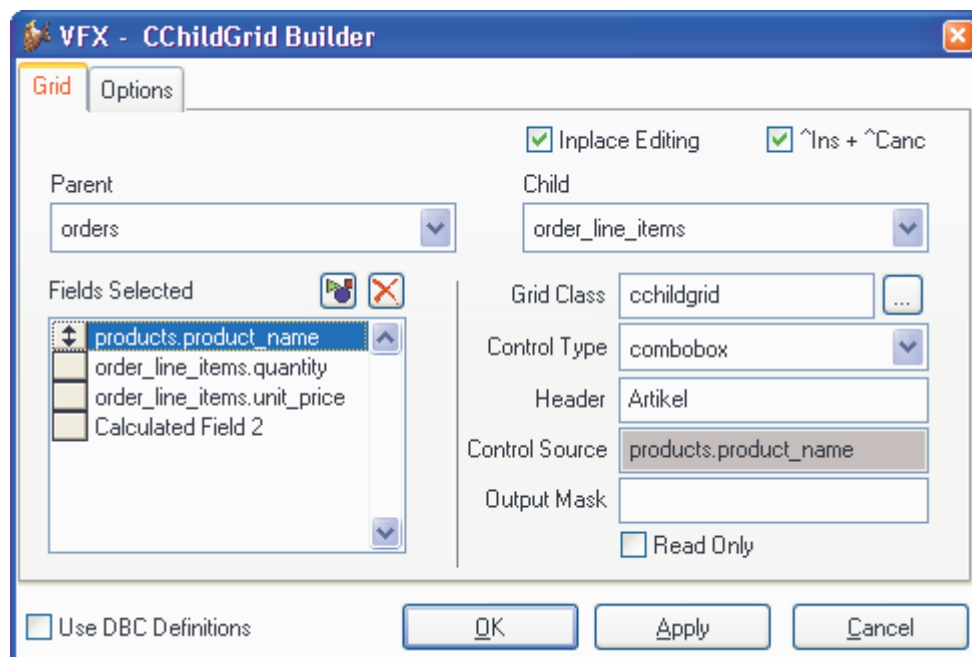 VFX - CChildGrid Builder
Grid Options
Inplace Editing ^Ins + ^Canc
Parent Child
orders order_line_items
Fields Selected
products.product_name
order_line_items.quantity
order_line_items.unit_price
Calculated Field 2
Grid Class cchildgrid ...
Control Type combobox
Header Artikel
Control Source products.product_name
Output Mask
Read Only
Use DBC Definitions OK Apply Cancel